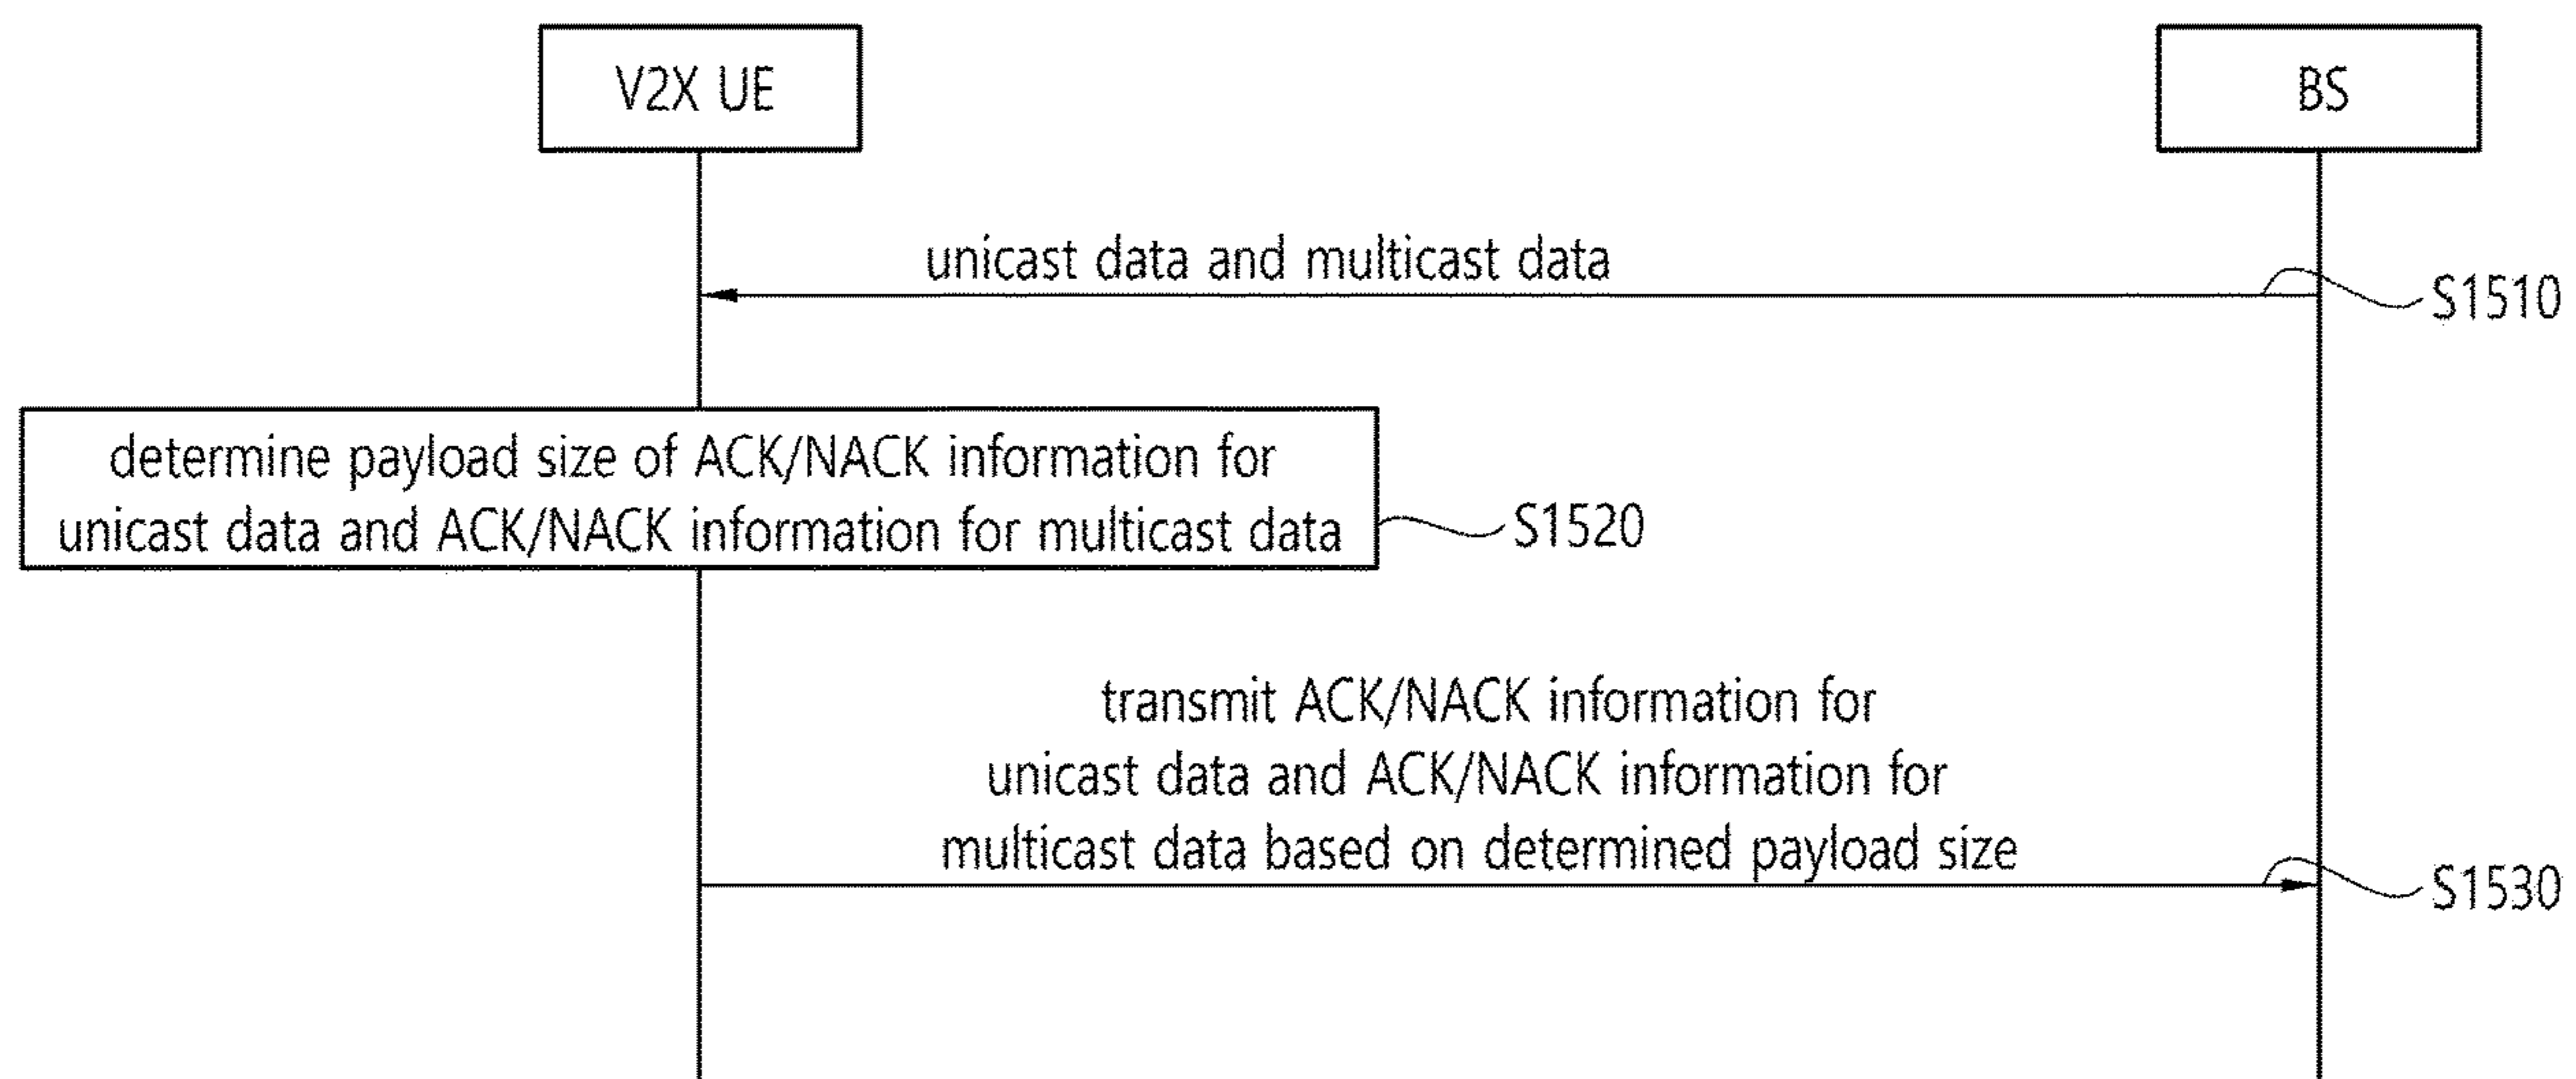 V2X UE
BS
unicast data and multicast data
S1510
determine payload size of ACK/NACK information for
unicast data and ACK/NACK information for multicast data
S1520
transmit ACK/NACK information for
unicast data and ACK/NACK information for
multicast data based on determined payload size
S1530